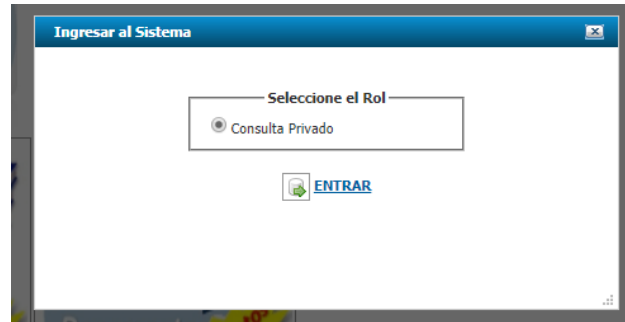 Ingresar al Sistema
Seleccione el Rol
Consulta Privado
ENTRAR